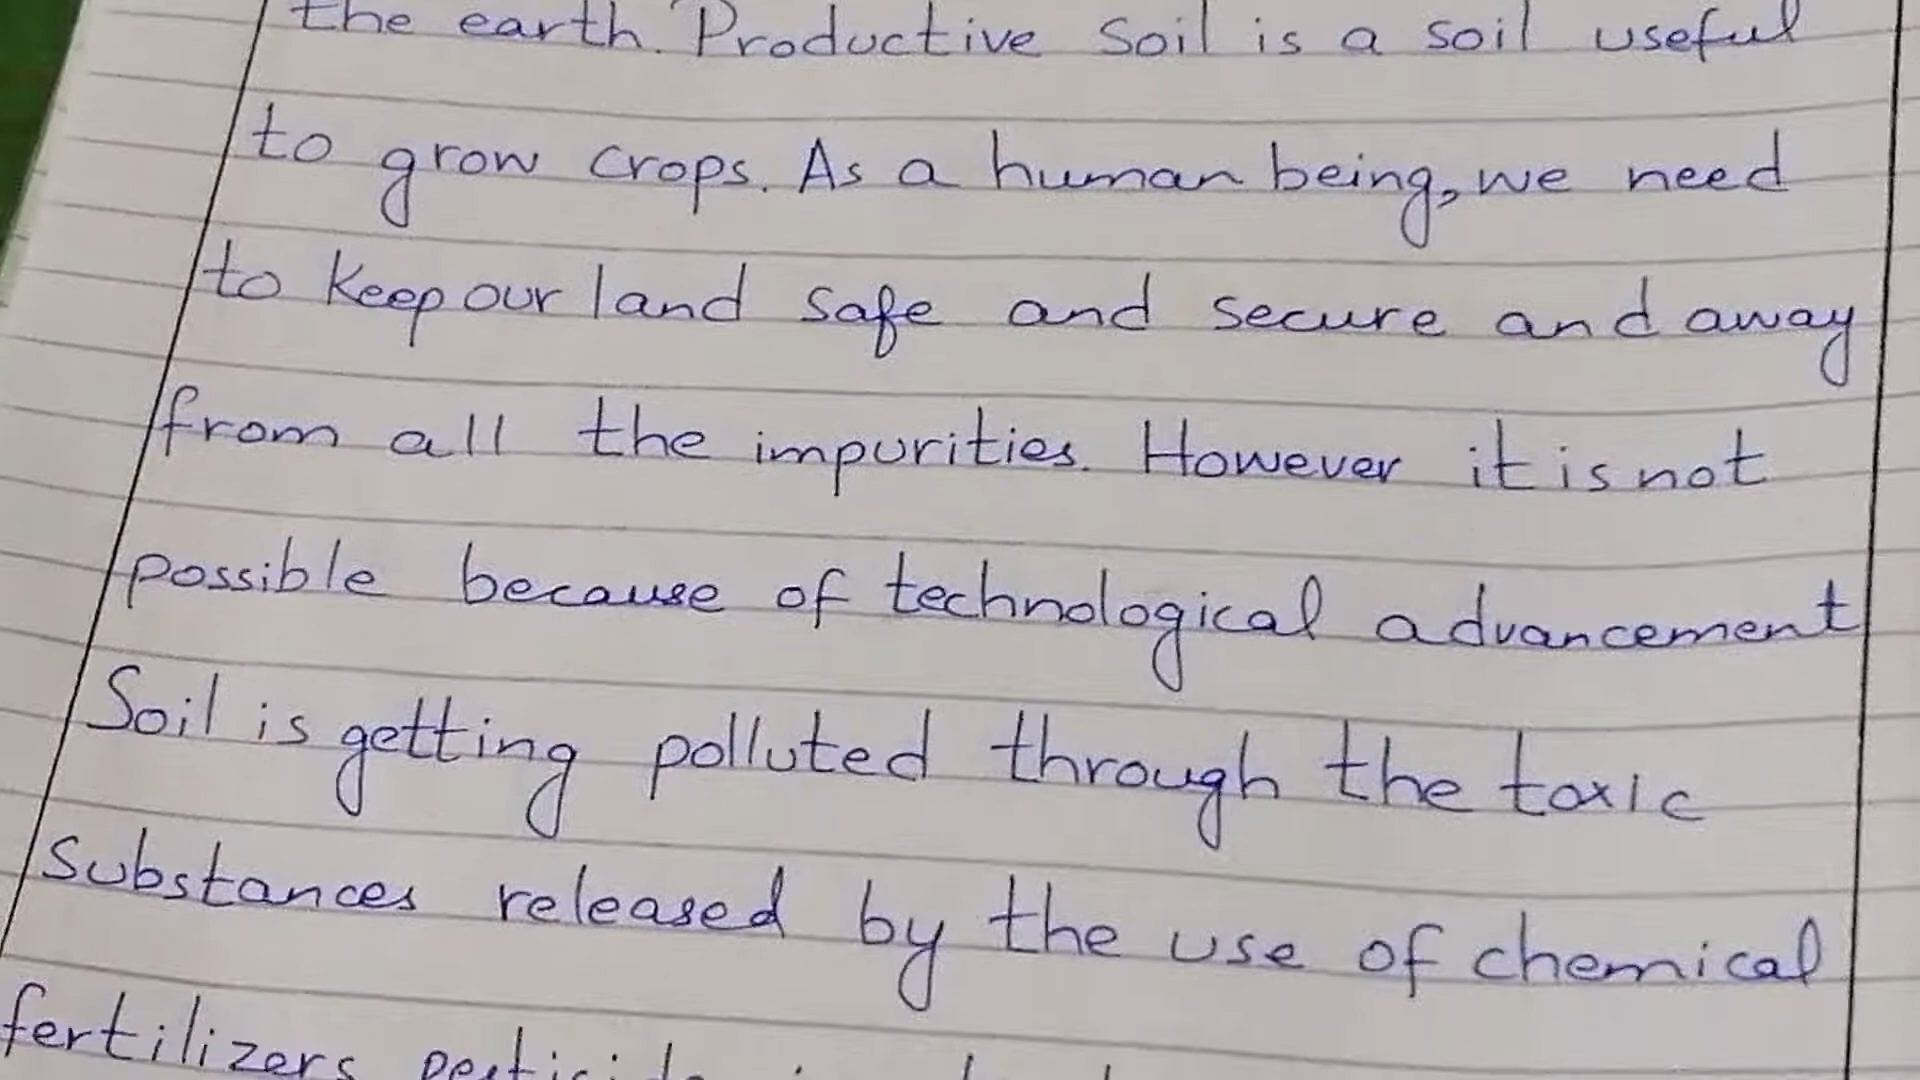 the earth. Productive Soil is a soil useful
to grow crops. As a human being, we need
to keep our land safe and secure and away
from all the impurities. However it is not
possible because of technological advancement
Soil is getting polluted through the toxic
substances released by the use of chemical
fertilizers